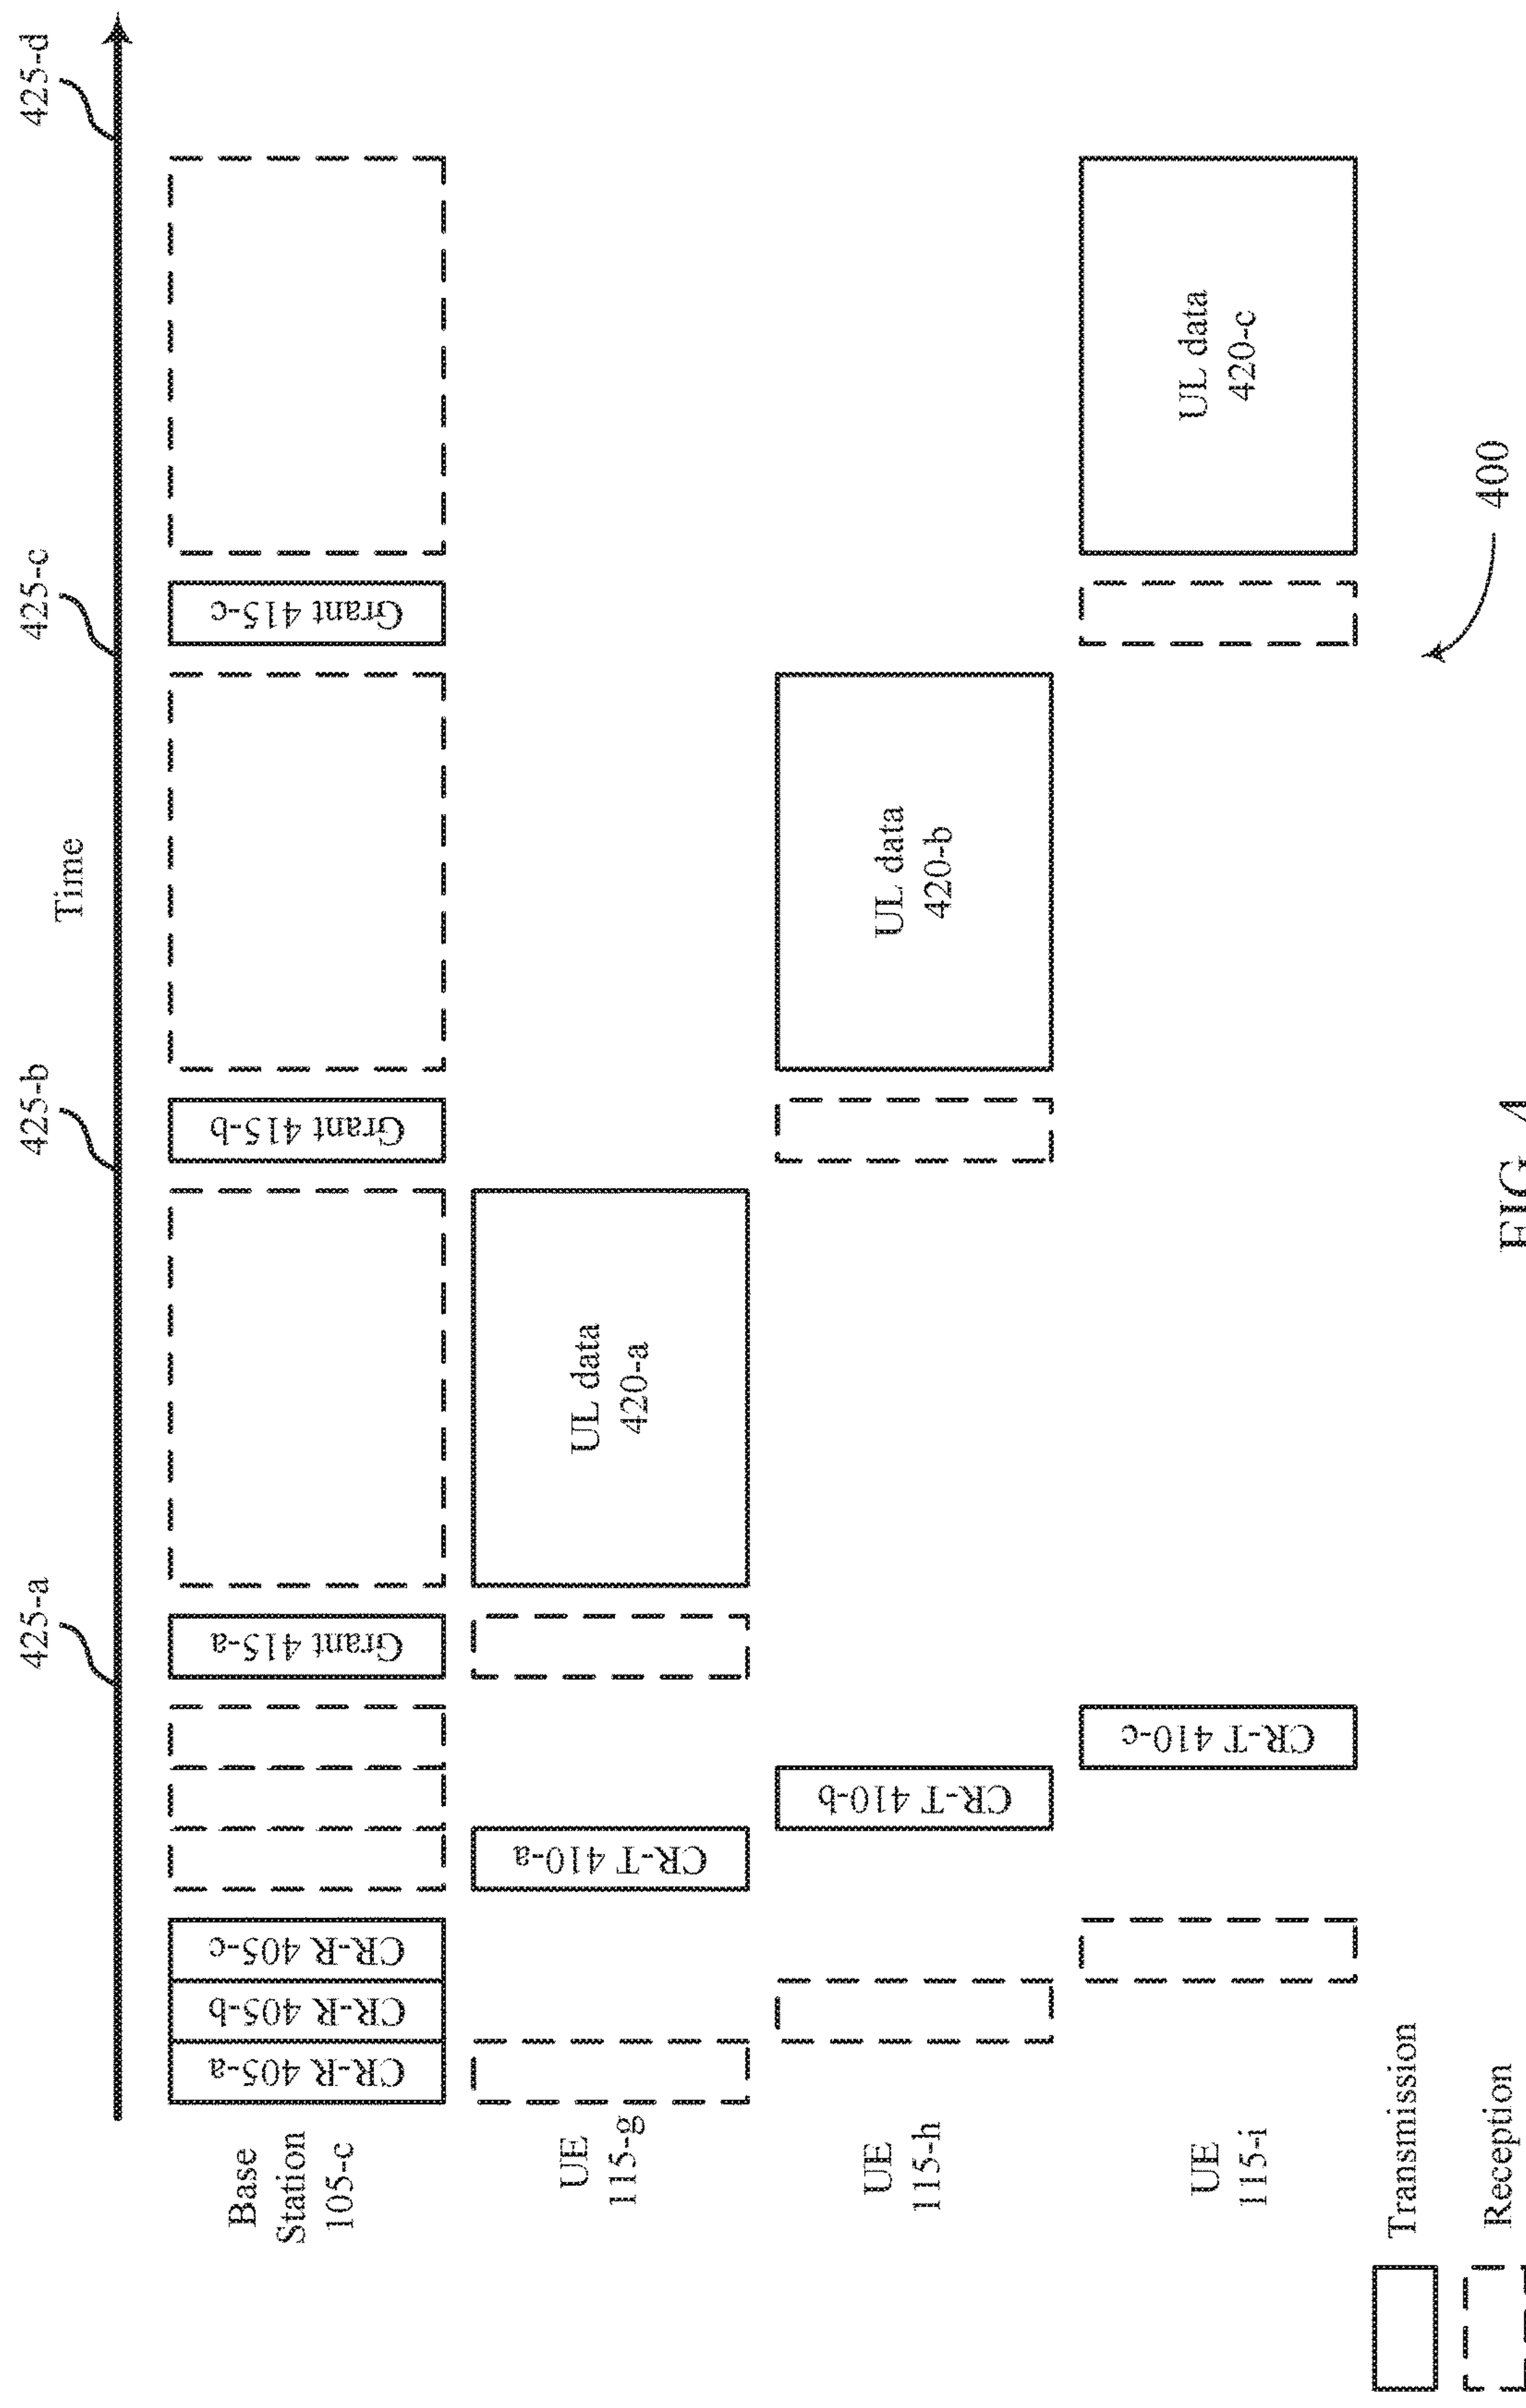 425-a
425-b
425-c
425-d
Time
Base
Station
105-c
CR-R 405-a
CR-R 405-b
CR-R 405-c
Grant 415-a
Grant 415-b
Grant 415-c
UE
115-g
CR-T 410-a
UL data
420-a
UE
115-h
CR-T 410-b
UL data
420-b
UE
115-i
CR-T 410-c
UL data
420-c
Transmission
Reception
400
FIG. 4